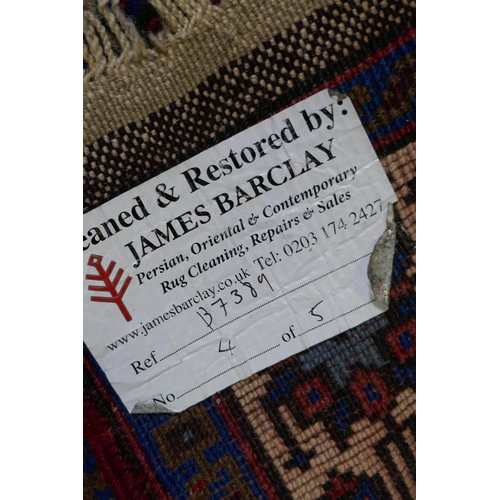 eaned & Restored by:
JAMES BARCLAY
Persian, Oriental & Contemporary
Rug Cleaning, Repairs & Sales
www.jamesbarclay.co.uk Tel: 0203 174 2427
Ref B7389
No 4 of 5